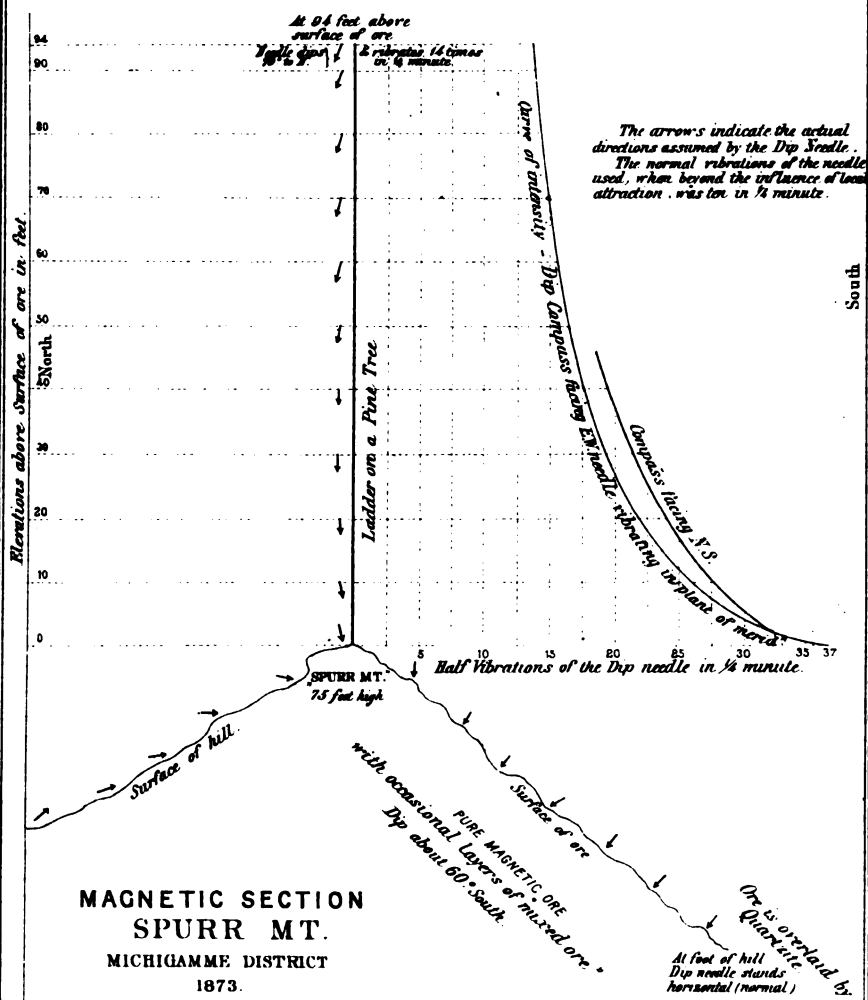 At 94 feet above
surface of ore
Needle dips
& vibrates 14 times
in ¼ minute.
94
90
80
70
60
50
40
30
20
10
0
Elevations above Surface of ore in feet.
North
South
Ladder on a Pine Tree
Curve of intensity - Dip Compass facing E.W. needle vibrating in plant of merid"
Compass facing N.S.
The arrows indicate the actual
directions assumed by the Dip Needle.
The normal vibrations of the needle
used, when beyond the influence of local
attraction, was ten in ¼ minute.
5
10
15
20
25
30
35
37
Half Vibrations of the Dip needle in ¼ minute.
"SPURR MT."
75 feet high
Surface of hill.
Surface of ore
PURE MAGNETIC ORE
with occasional layers of mixed ore "
Dip about 60° South.
Ore is overlaid by
Quartzite.
At foot of hill
Dip needle stands
horizontal (normal)
MAGNETIC SECTION
SPURR MT.
MICHIGAMME DISTRICT
1873.